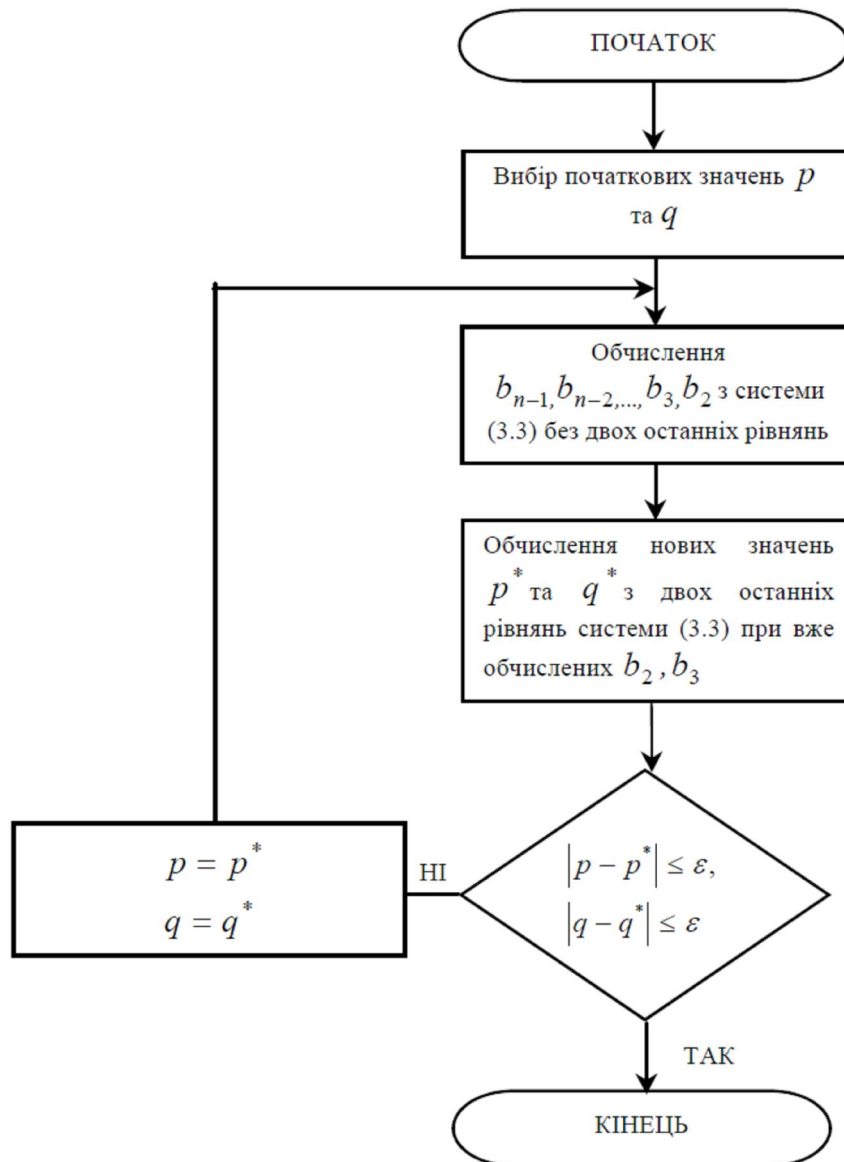 ПОЧАТОК
Вибір початкових значень p
та q
Обчислення
b_{n-1}, b_{n-2},..., b_3, b_2 з системи
(3.3) без двох останніх рівнянь
Обчислення нових значень
p^* та q^* з двох останніх
рівнянь системи (3.3) при вже
обчислених b_2 , b_3
|p − p^*| ≤ ε,
|q − q^*| ≤ ε
НІ
p = p^*
q = q^*
ТАК
КІНЕЦЬ